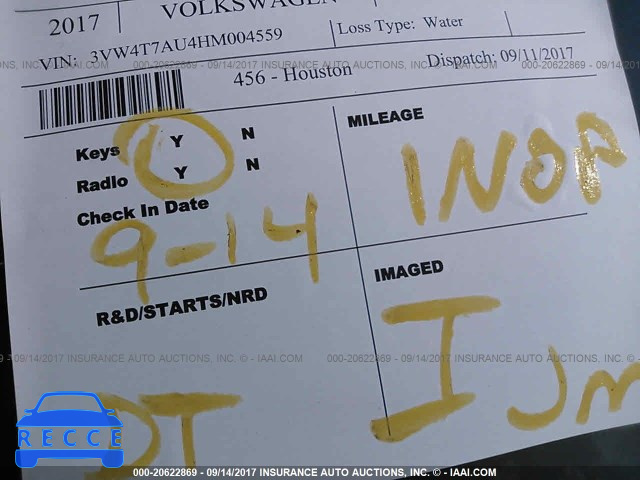 2017 VOLKSWAGEN
VIN: 3VW4T7AU4HM004559 Loss Type: Water
000-20622869 - 09/14/2017 INSURANCE AUTO AUCTIONS, INC. © - IAAI.COM
456 - Houston Dispatch: 09/11/2017
Keys Y N
Radio Y N
Check In Date
9-14
MILEAGE
INOP
R&D/STARTS/NRD
IMAGED
I JM
000-20622869 - 09/14/2017 INSURANCE AUTO AUCTIONS, INC. © - IAAI.COM
RECCE
000-20622869 - 09/14/2017 INSURANCE AUTO AUCTIONS, INC. © - IAAI.COM